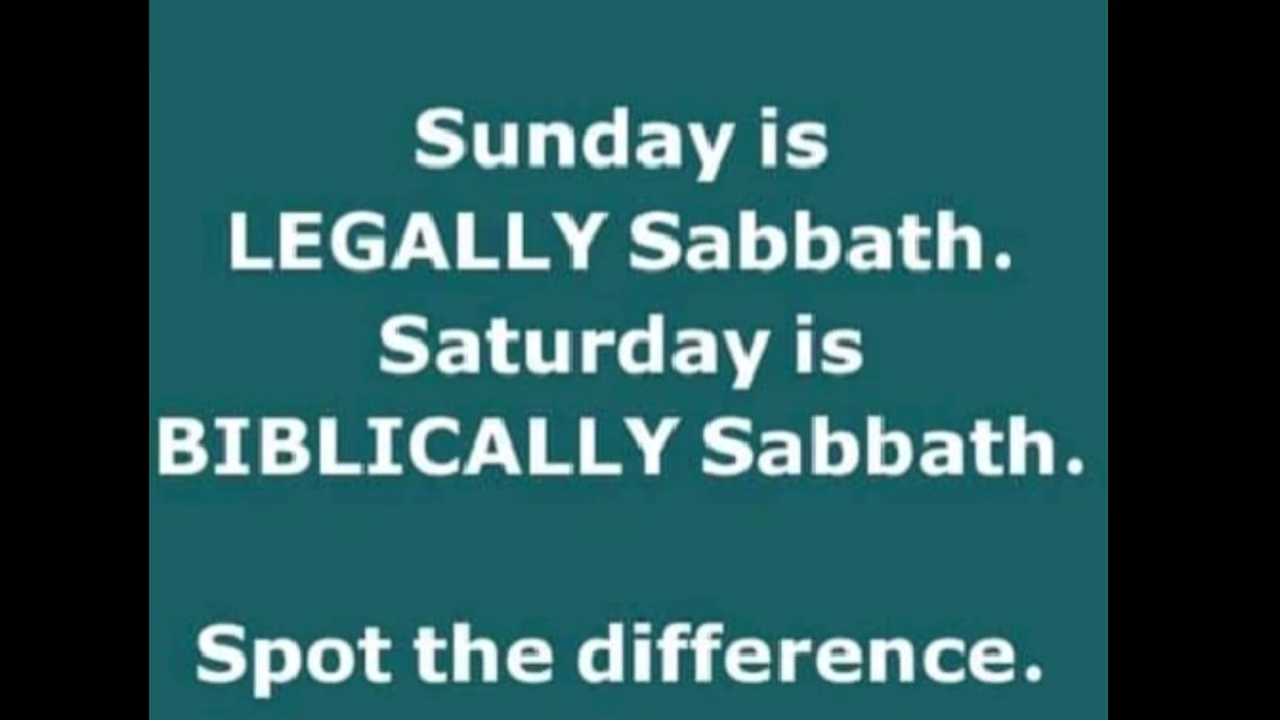 Sunday is
LEGALLY Sabbath.
Saturday is
BIBLICALLY Sabbath.
Spot the difference.